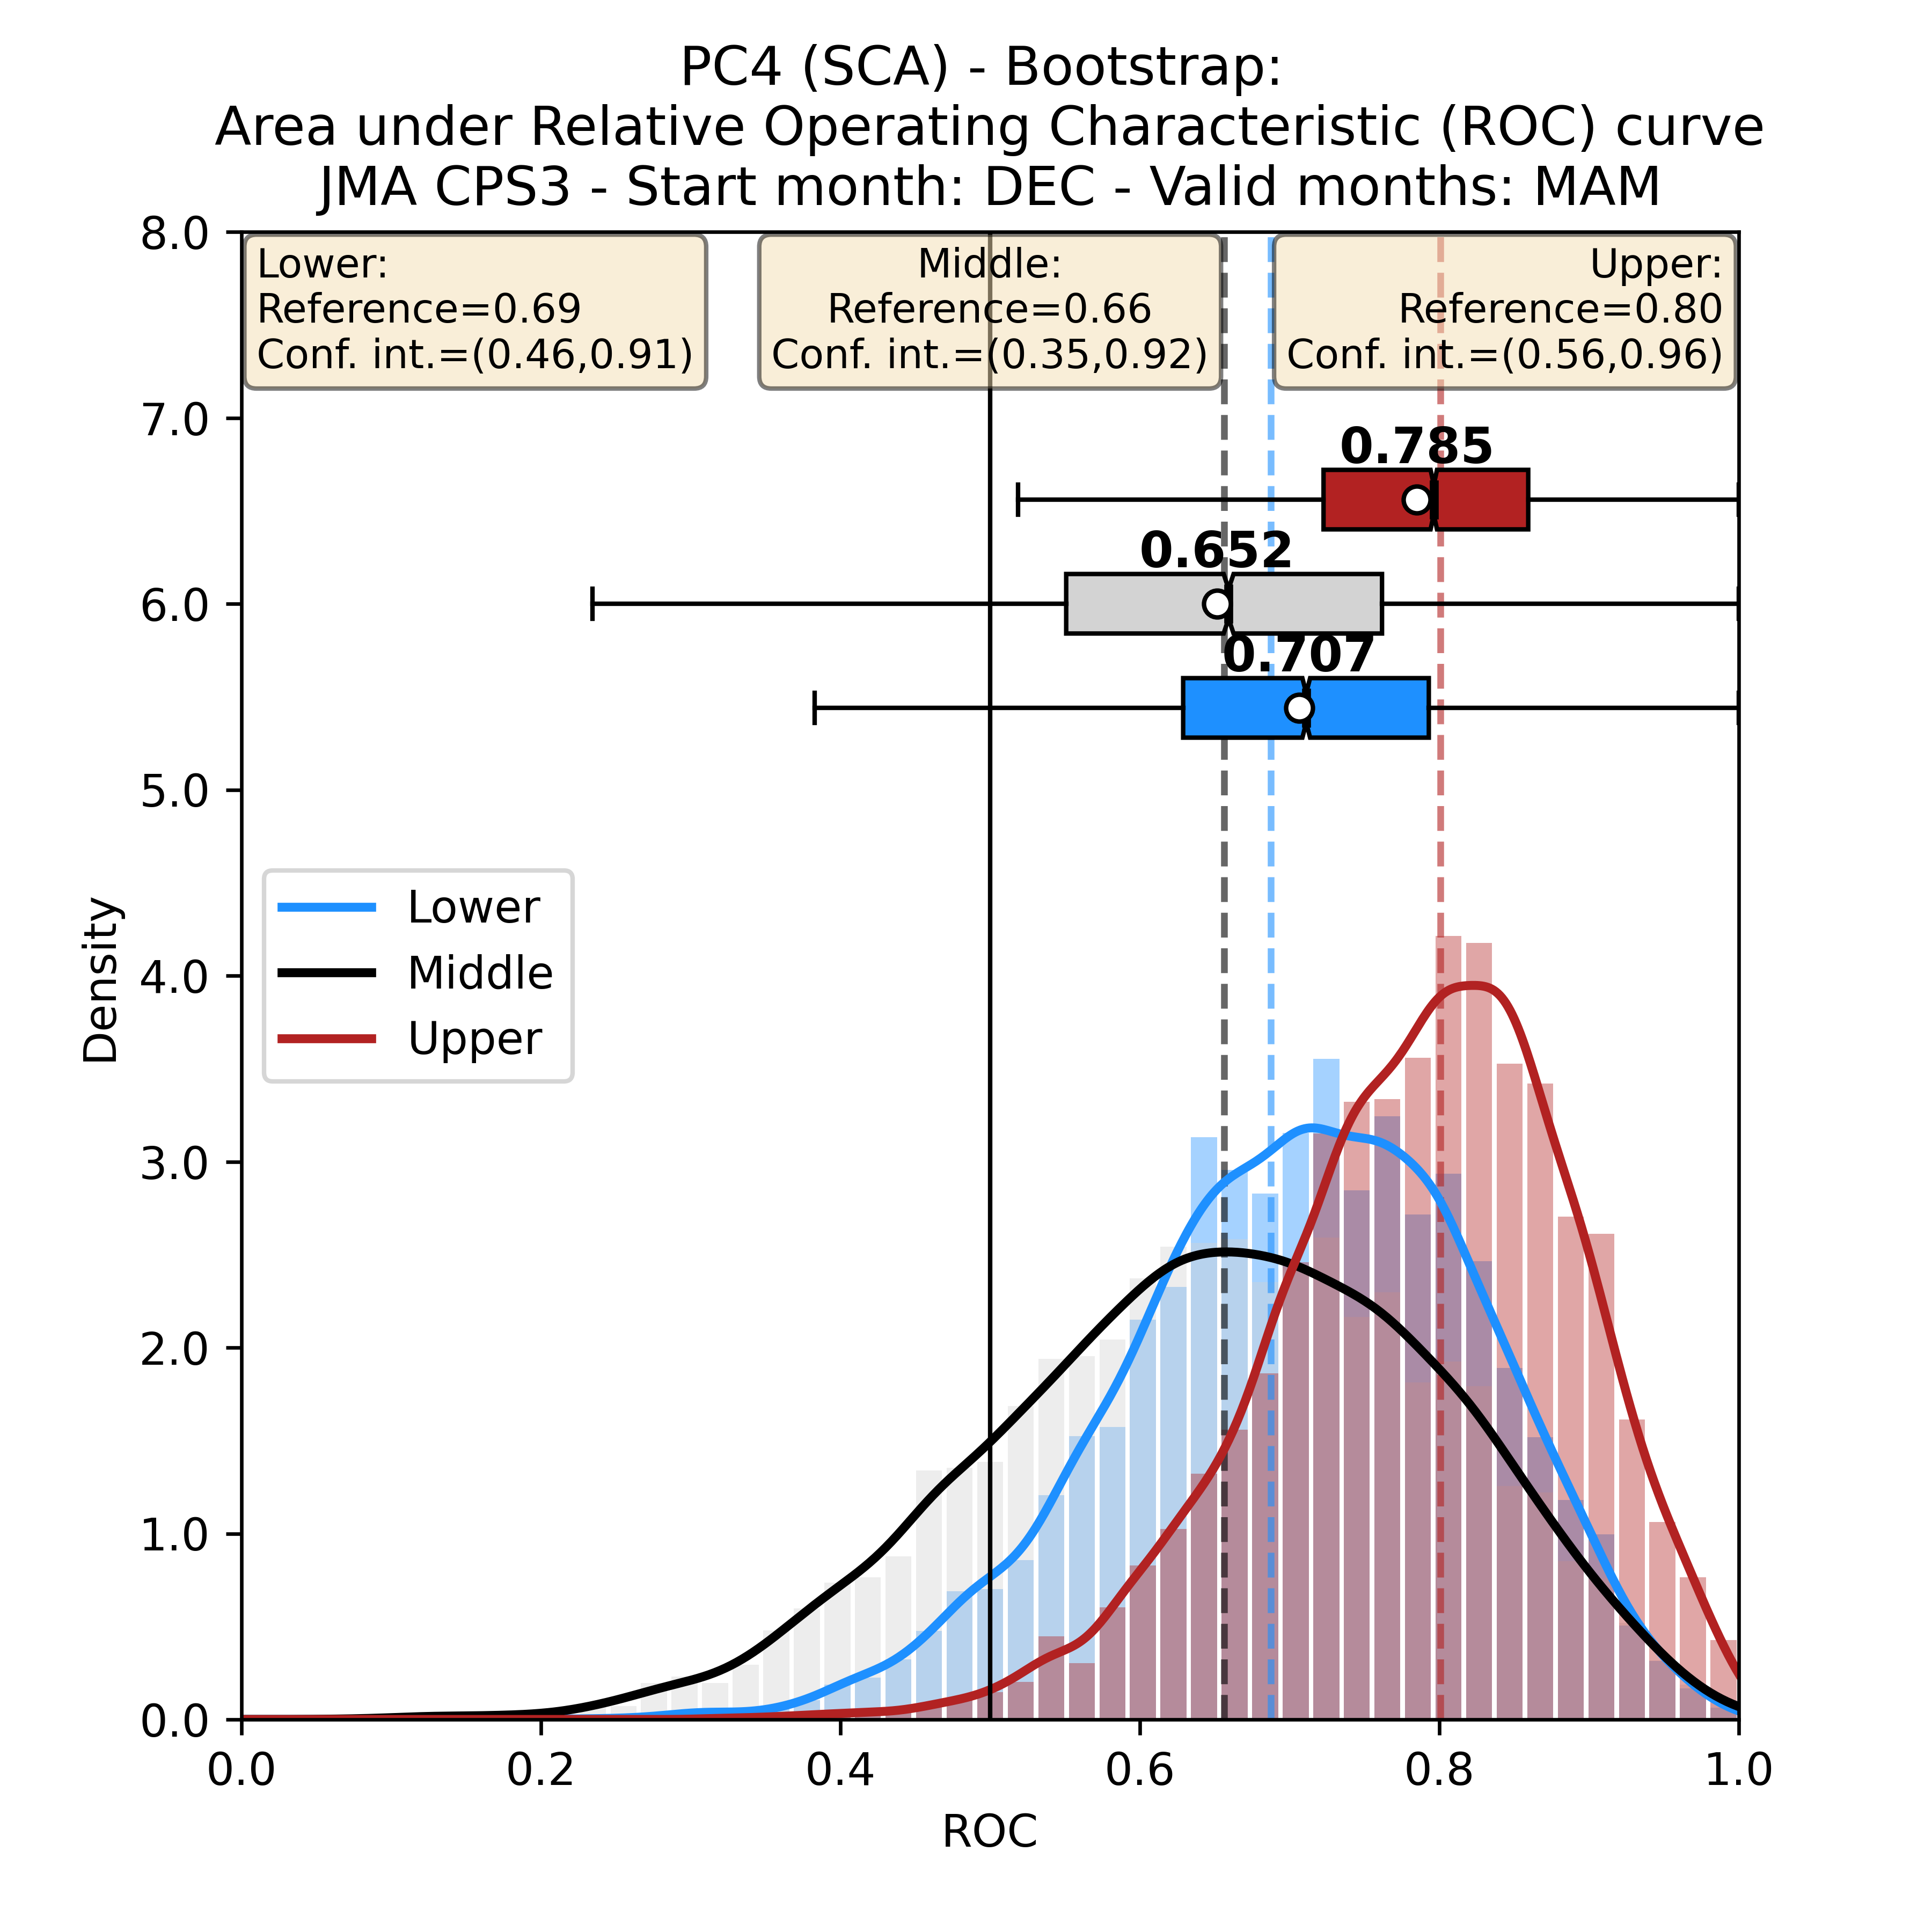 PC4 (SCA) - Bootstrap:
Area under Relative Operating Characteristic (ROC) curve
JMA CPS3 - Start month: DEC - Valid months: MAM
8.0
7.0
6.0
5.0
4.0
3.0
2.0
1.0
0.0
Density
Lower:
Reference=0.69
Conf. int.=(0.46,0.91)
Middle:
Reference=0.66
Conf. int.=(0.35,0.92)
Upper:
Reference=0.80
Conf. int.=(0.56,0.96)
0.785
0.652
0.707
Lower
Middle
Upper
0.0
0.2
0.4
0.6
0.8
1.0
ROC